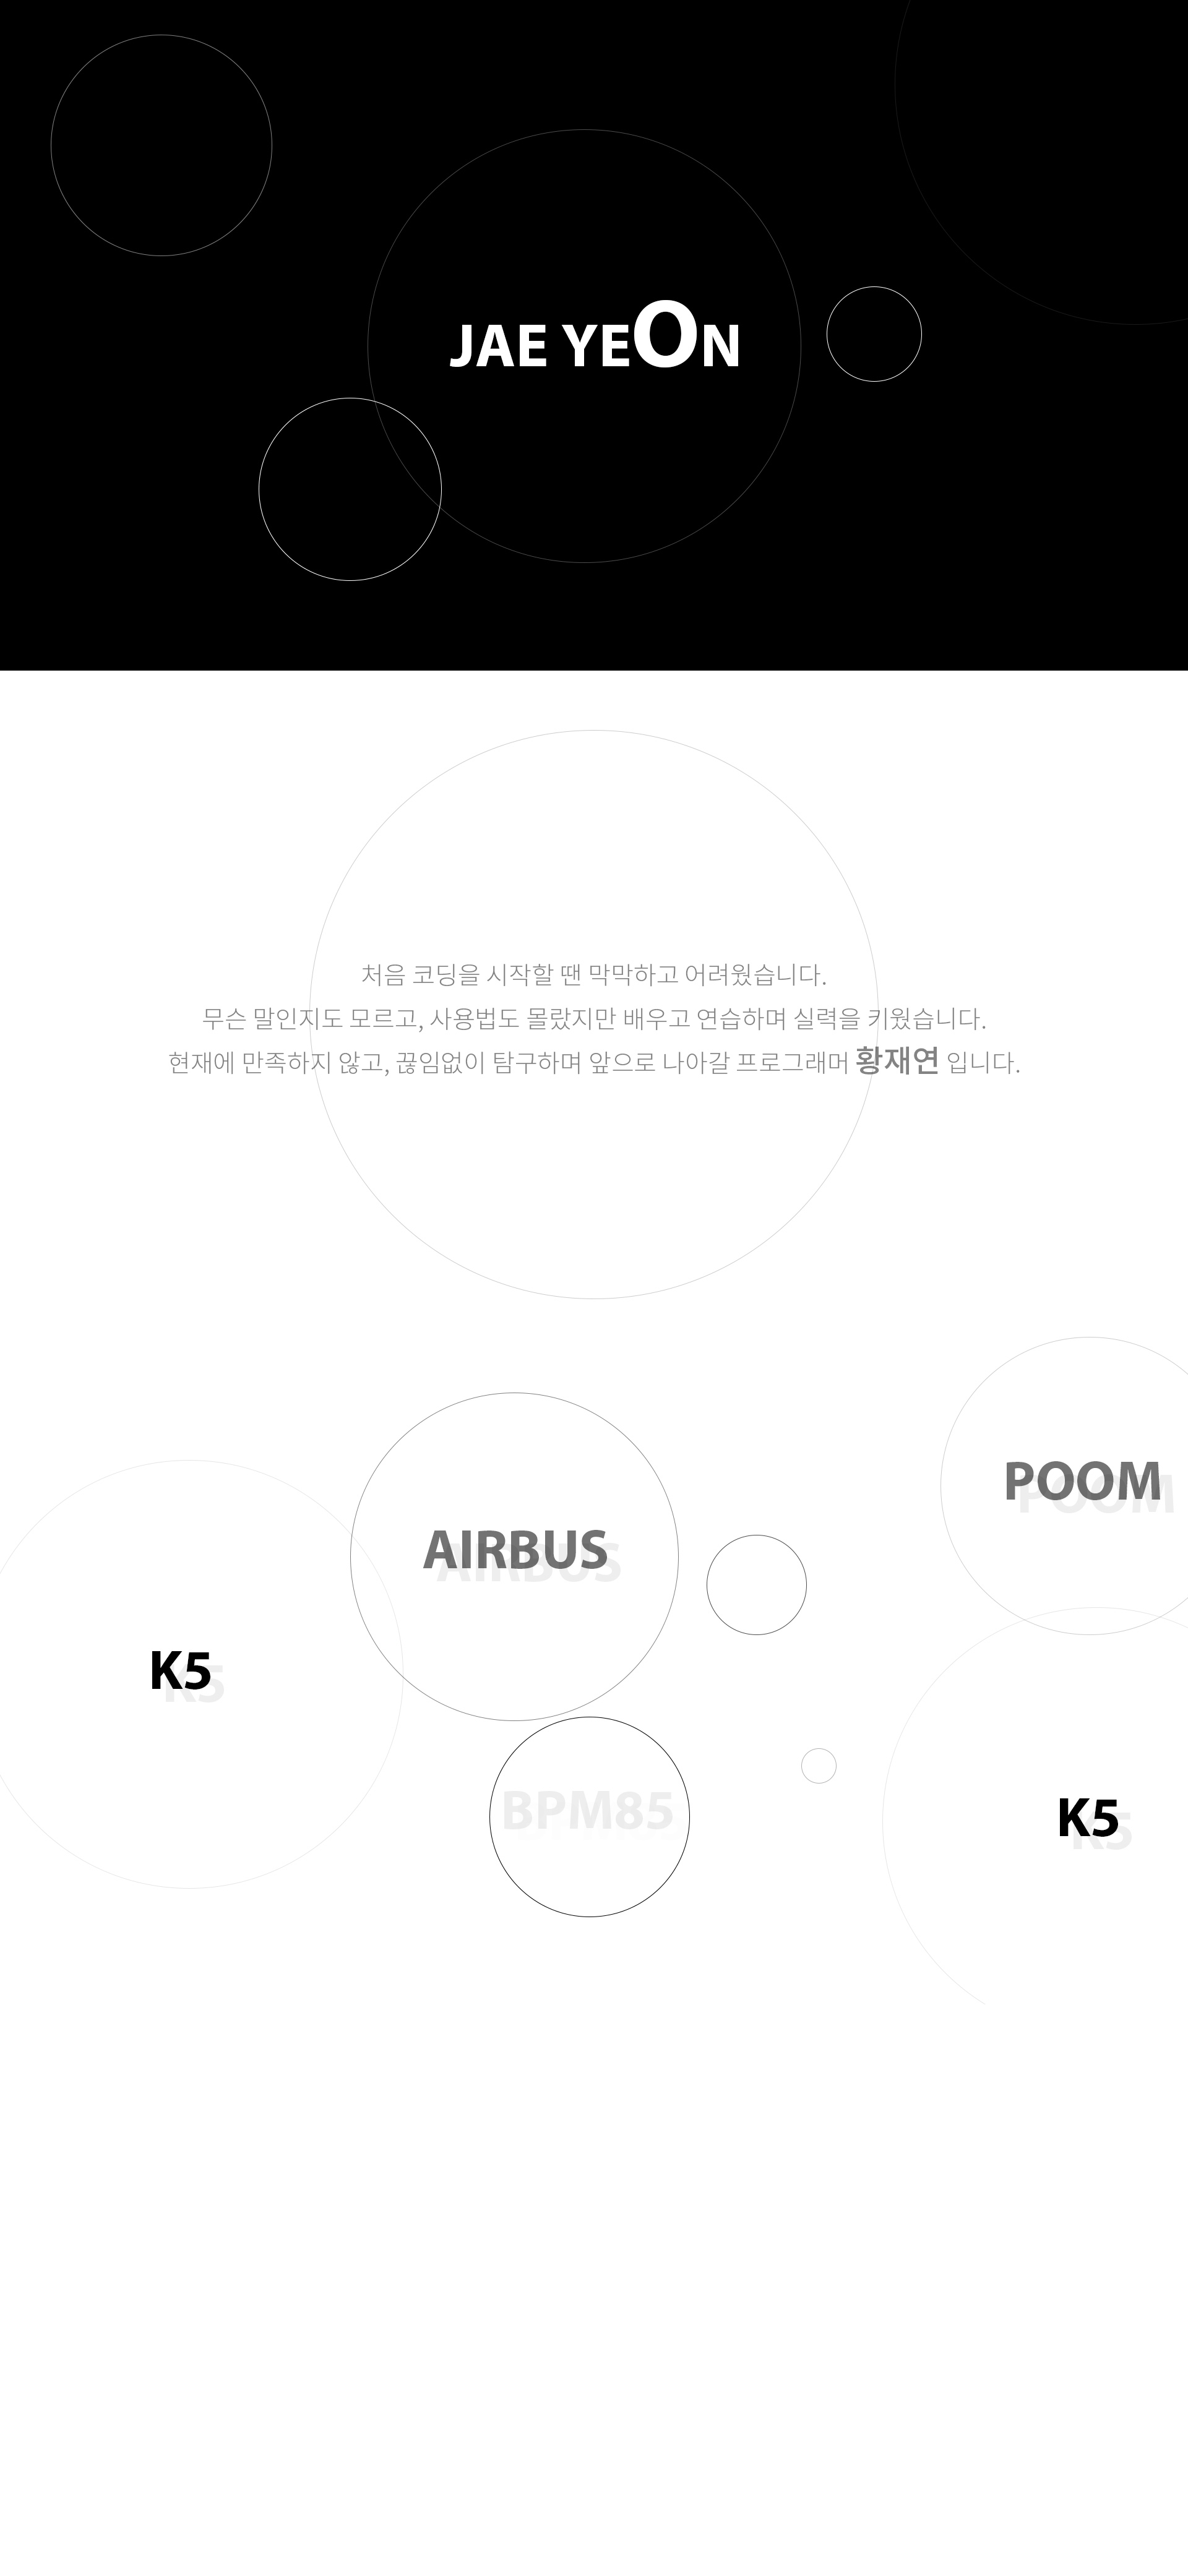 JAE YEON
처음 코딩을 시작할 땐 막막하고 어려웠습니다.
무슨 말인지도 모르고, 사용법도 몰랐지만 배우고 연습하며 실력을 키웠습니다.
현재에 만족하지 않고, 끊임없이 탐구하며 앞으로 나아갈 프로그래머 황재연 입니다.
POOM
POOM
AIRBUS
AIRBUS
K5
K5
BPM85
K5
K5